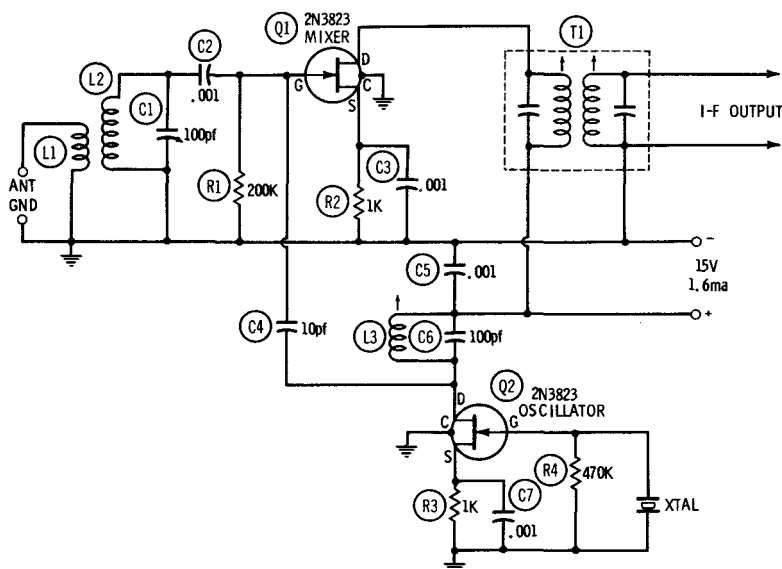 Q1
2N3823
MIXER
T1
C2
.001
D
G
C
S
L2
C1
100pf
L1
I-F OUTPUT
ANT
GND
R1
200K
R2
1K
C3
.001
-
15V
1.6ma
+
C5
.001
C4
10pf
L3
C6
100pf
Q2
2N3823
OSCILLATOR
D
C
G
S
R4
470K
XTAL
R3
1K
C7
.001